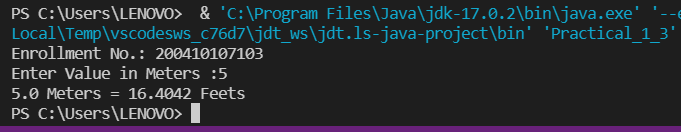 PS C:\Users\LENOVO>  & 'C:\Program Files\Java\jdk-17.0.2\bin\java.exe' '--e
Local\Temp\vscodesws_c76d7\jdt_ws\jdt.ls-java-project\bin' 'Practical_1_3'
Enrollment No.: 200410107103
Enter Value in Meters :5
5.0 Meters = 16.4042 Feets
PS C:\Users\LENOVO>